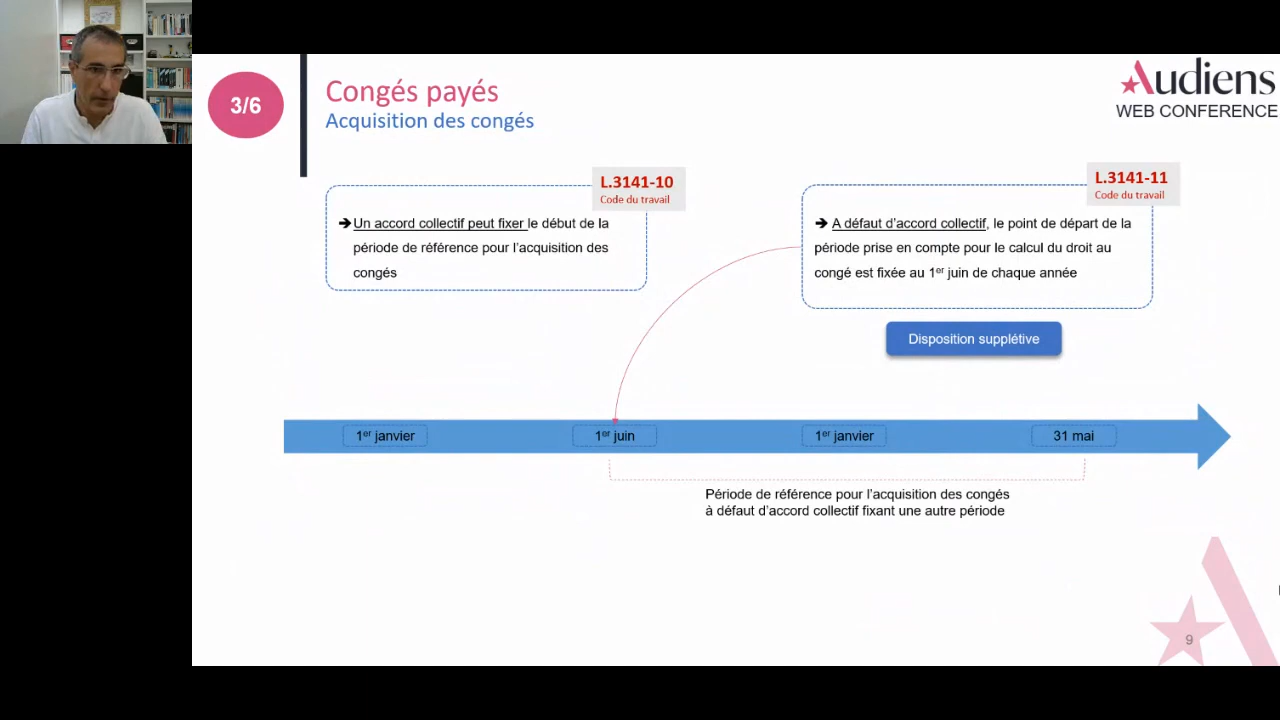 3/6
Congés payés
Acquisition des congés
Audiens
WEB CONFERENCE
L.3141-10
Code du travail
➔ Un accord collectif peut fixer le début de la
période de référence pour l’acquisition des
congés
L.3141-11
Code du travail
➔ A défaut d’accord collectif, le point de départ de la
période prise en compte pour le calcul du droit au
congé est fixée au 1er juin de chaque année
Disposition supplétive
1er janvier
1er juin
1er janvier
31 mai
Période de référence pour l’acquisition des congés
à défaut d’accord collectif fixant une autre période
9